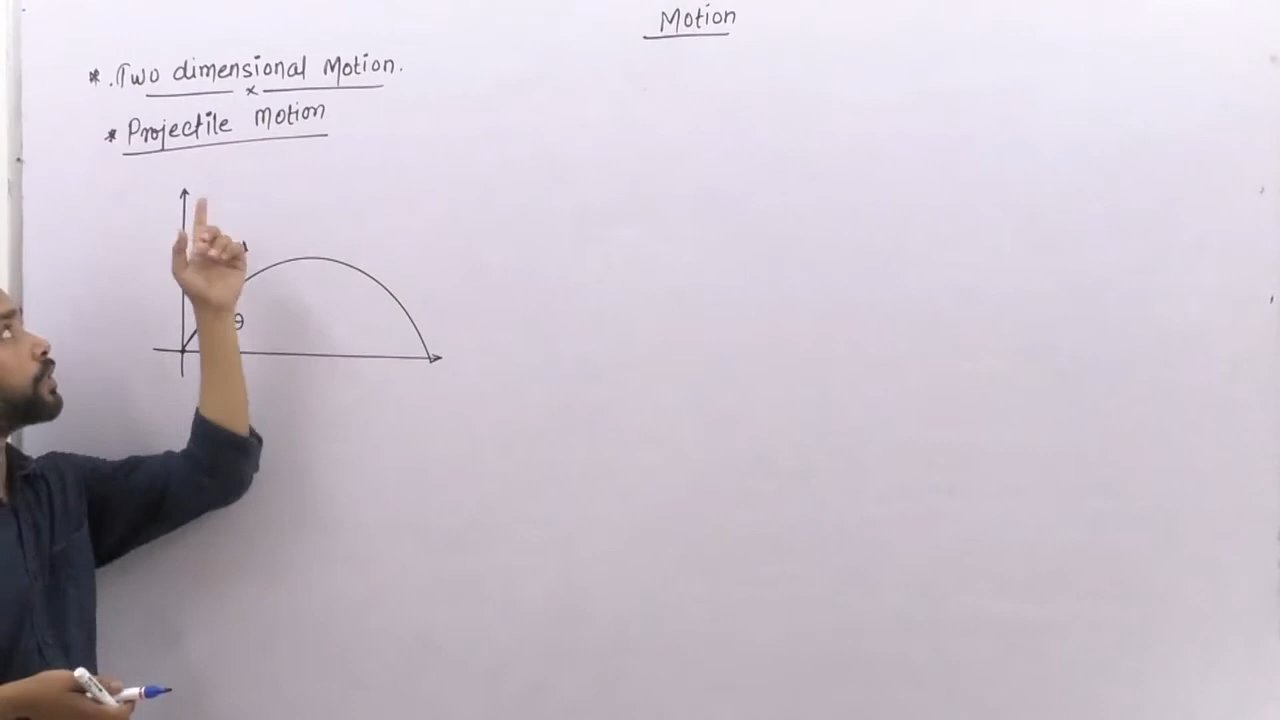 Motion
*. Two dimensional Motion.
* Projectile Motion
θ